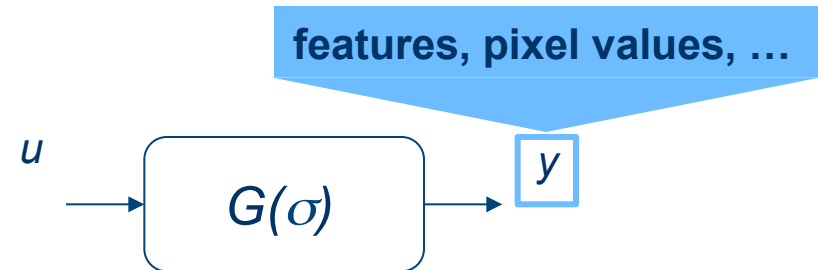 features, pixel values, …
u
G(σ)
y